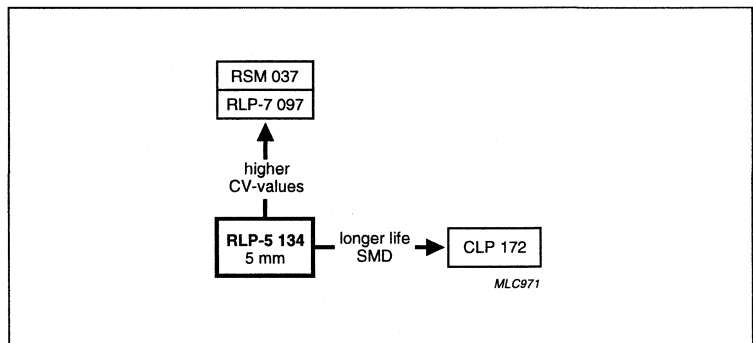 RSM 037
RLP-7 097
higher
CV-values
RLP-5 134
5 mm
longer life
SMD
CLP 172
MLC971